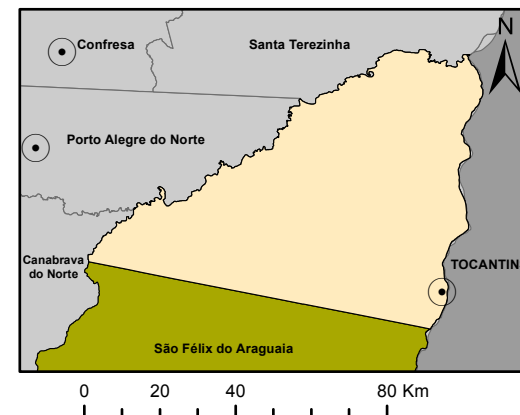 N
Confresa
Santa Terezinha
Porto Alegre do Norte
Canabrava
do Norte
TOCANTIN
São Félix do Araguaia
0 20 40 80 Km